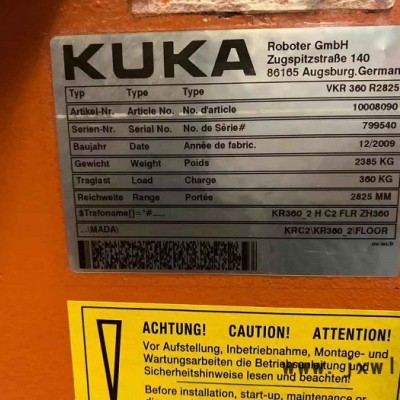 KUKA
Roboter GmbH
Zugspitzstraße 140
86165 Augsburg.German
Typ Type Type VKR 360 R2825
Artikel-Nr. Article No. No. d'article 10008090
Serien-Nr. Serial No. No. de Série# 799540
Baujahr Année de fabric. 12/2009
Gewicht Weight Poids 2385 KG
Traglast Load Charge 360 KG
Reichweite Range Portée 2825 MM
$Trafoname[]="#...... KR360_2 H C2 FLR ZH360
...\MADA\ KRC2\KR360_2\FLOOR
ACHTUNG! CAUTION! ATTENTION!
Vor Aufstellung, Inbetriebnahme, Montage- und
Wartungsarbeiten die Betriebsanleitung und
Sicherheitshinweise lesen und beachten!
Before installation, start-up, maintenance or